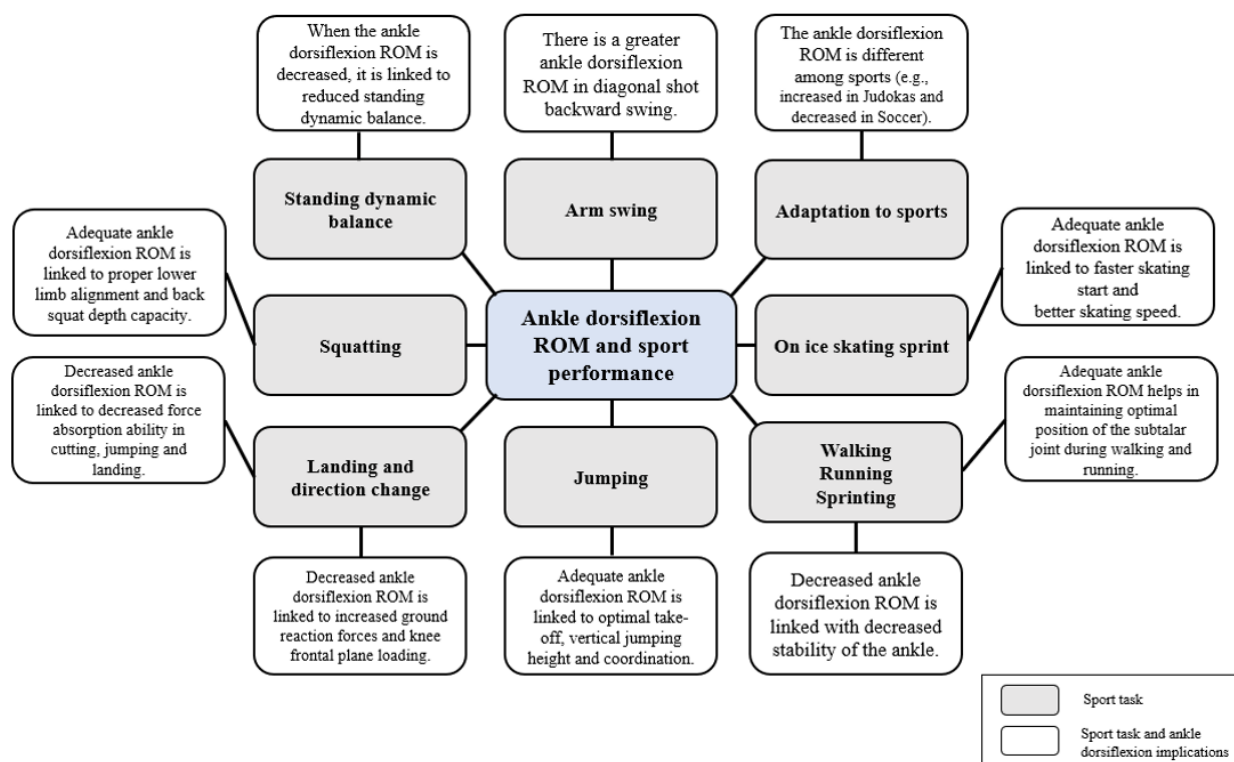 When the ankle
dorsiflexion ROM is
decreased, it is linked to
reduced standing
dynamic balance.
There is a greater
ankle dorsiflexion
ROM in diagonal shot
backward swing.
The ankle dorsiflexion
ROM is different
among sports (e.g.,
increased in Judokas and
decreased in Soccer).
Standing dynamic
balance
Arm swing
Adaptation to sports
Adequate ankle
dorsiflexion ROM is
linked to proper lower
limb alignment and back
squat depth capacity.
Squatting
Ankle dorsiflexion
ROM and sport
performance
On ice skating sprint
Adequate ankle
dorsiflexion ROM is
linked to faster skating
start and
better skating speed.
Decreased ankle
dorsiflexion ROM is
linked to decreased force
absorption ability in
cutting, jumping and
landing.
Landing and
direction change
Jumping
Walking
Running
Sprinting
Adequate ankle
dorsiflexion ROM helps in
maintaining optimal
position of the subtalar
joint during walking and
running.
Decreased ankle
dorsiflexion ROM is
linked to increased ground
reaction forces and knee
frontal plane loading.
Adequate ankle
dorsiflexion ROM is
linked to optimal take-
off, vertical jumping
height and coordination.
Decreased ankle
dorsiflexion ROM is
linked with decreased
stability of the ankle.
Sport task
Sport task and ankle
dorsiflexion implications